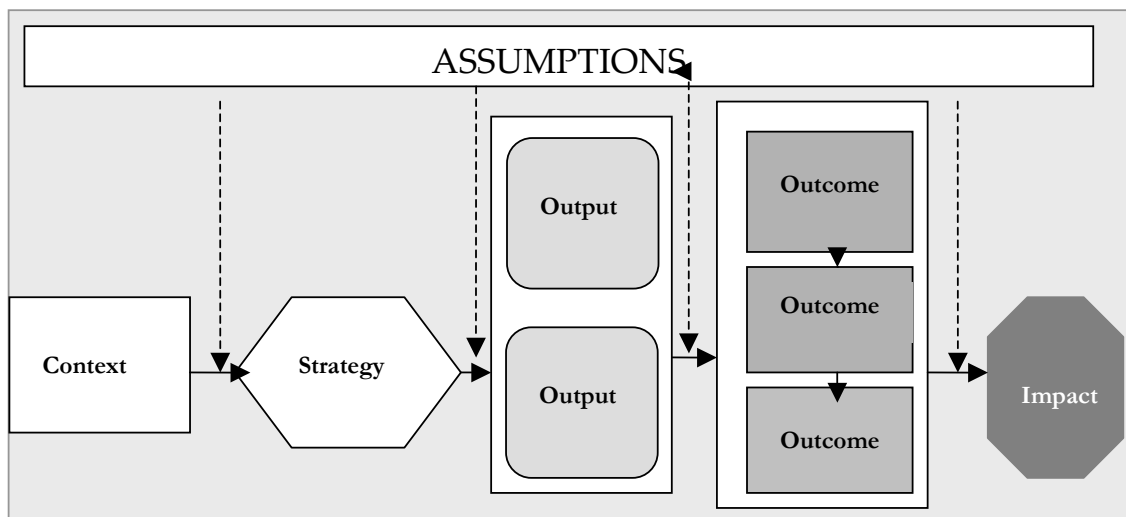 ASSUMPTIONS
Context
Strategy
Output
Output
Outcome
Outcome
Outcome
Impact